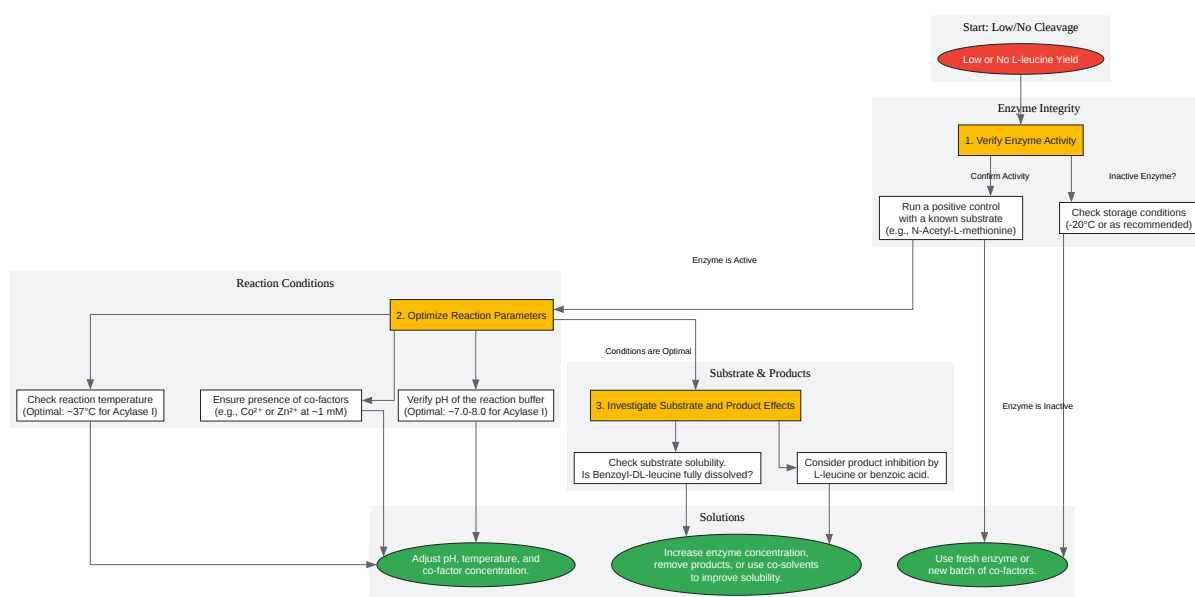 Start: Low/No Cleavage
Low or No L-leucine Yield
Enzyme Integrity
1. Verify Enzyme Activity
Confirm Activity
Inactive Enzyme?
Run a positive control
with a known substrate
(e.g., N-Acetyl-L-methionine)
Check storage conditions
(-20°C or as recommended)
Enzyme is Active
Reaction Conditions
2. Optimize Reaction Parameters
Conditions are Optimal
Check reaction temperature
(Optimal: ~37°C for Acylase I)
Ensure presence of co-factors
(e.g., Co²⁺ or Zn²⁺ at ~1 mM)
Verify pH of the reaction buffer
(Optimal: ~7.0-8.0 for Acylase I)
Substrate & Products
3. Investigate Substrate and Product Effects
Enzyme is Inactive
Check substrate solubility.
Is Benzoyl-DL-leucine fully dissolved?
Consider product inhibition by
L-leucine or benzoic acid.
Solutions
Adjust pH, temperature, and
co-factor concentration.
Increase enzyme concentration,
remove products, or use co-solvents
to improve solubility.
Use fresh enzyme or
new batch of co-factors.